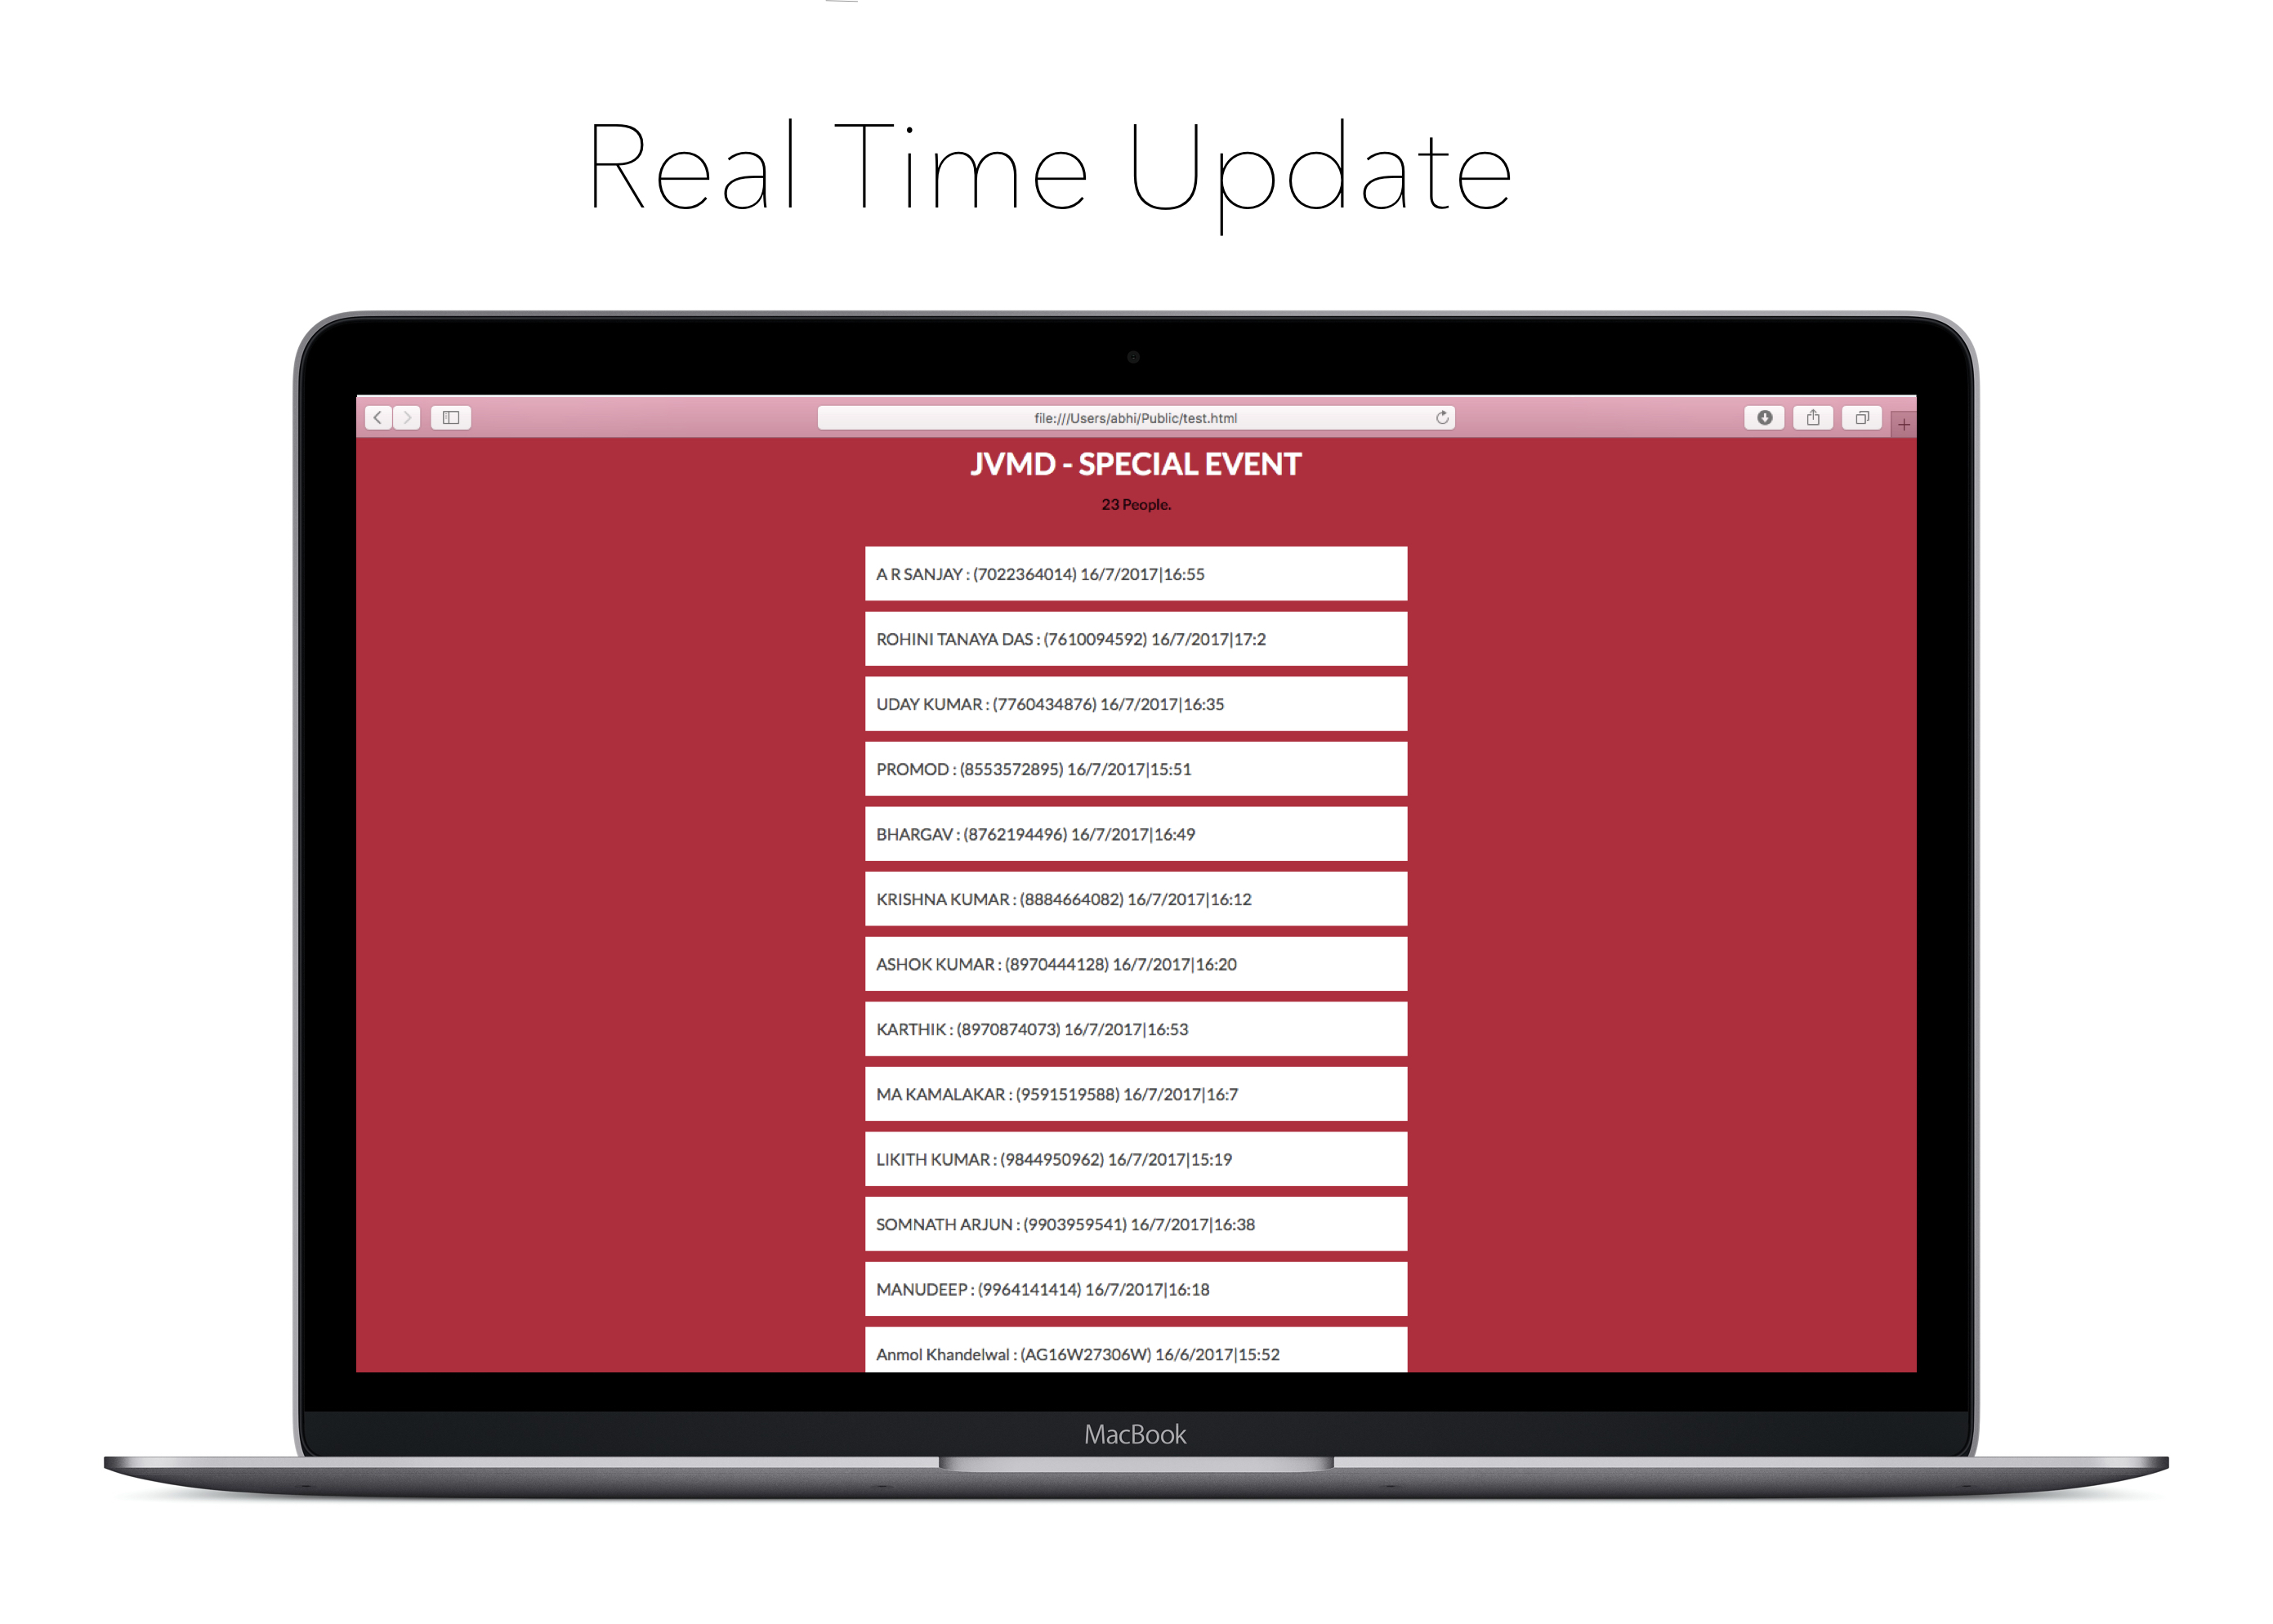 Real Time Update
file:///Users/abhi/Public/test.html
JVMD - SPECIAL EVENT
23 People.
A R SANJAY : (7022364014) 16/7/2017|16:55
ROHINI TANAYA DAS : (7610094592) 16/7/2017|17:2
UDAY KUMAR : (7760434876) 16/7/2017|16:35
PROMOD : (8553572895) 16/7/2017|15:51
BHARGAV : (8762194496) 16/7/2017|16:49
KRISHNA KUMAR : (8884664082) 16/7/2017|16:12
ASHOK KUMAR : (8970444128) 16/7/2017|16:20
KARTHIK : (8970874073) 16/7/2017|16:53
MA KAMALAKAR : (9591519588) 16/7/2017|16:7
LIKITH KUMAR : (9844950962) 16/7/2017|15:19
SOMNATH ARJUN : (9903959541) 16/7/2017|16:38
MANUDEEP : (9964141414) 16/7/2017|16:18
Anmol Khandelwal : (AG16W27306W) 16/6/2017|15:52
MacBook